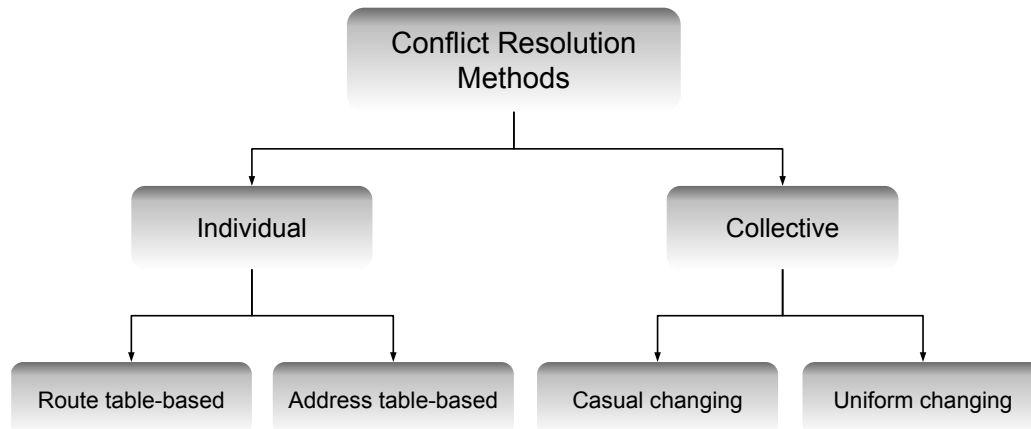 Conflict Resolution
Methods
Individual
Collective
Route table-based
Address table-based
Casual changing
Uniform changing